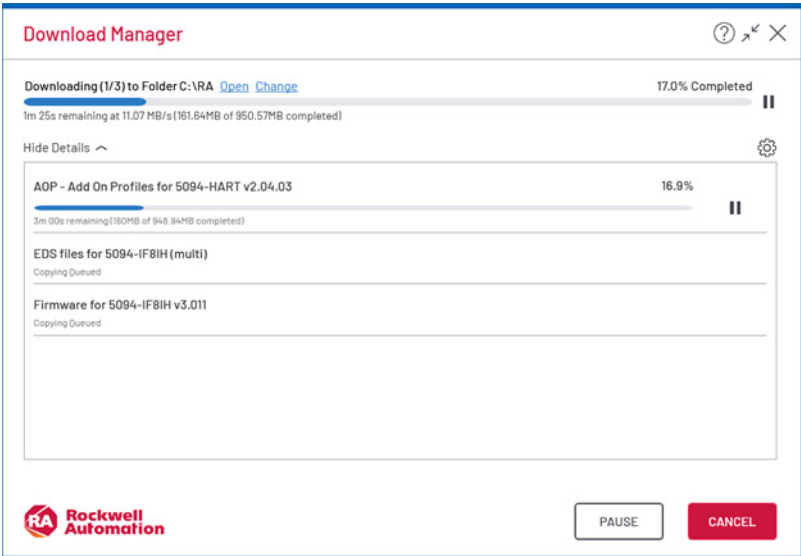 Download Manager
Downloading (1/3) to Folder C:\RA Open Change
17.0% Completed
1m 25s remaining at 11.07 MB/s (161.64MB of 950.57MB completed)
Hide Details
AOP - Add On Profiles for 5094-HART v2.04.03
16.9%
3m 00s remaining (160MB of 948.94MB completed)
EDS files for 5094-IF8IH (multi)
Copying Queued
Firmware for 5094-IF8IH v3.011
Copying Queued
RA
Rockwell
Automation
PAUSE
CANCEL